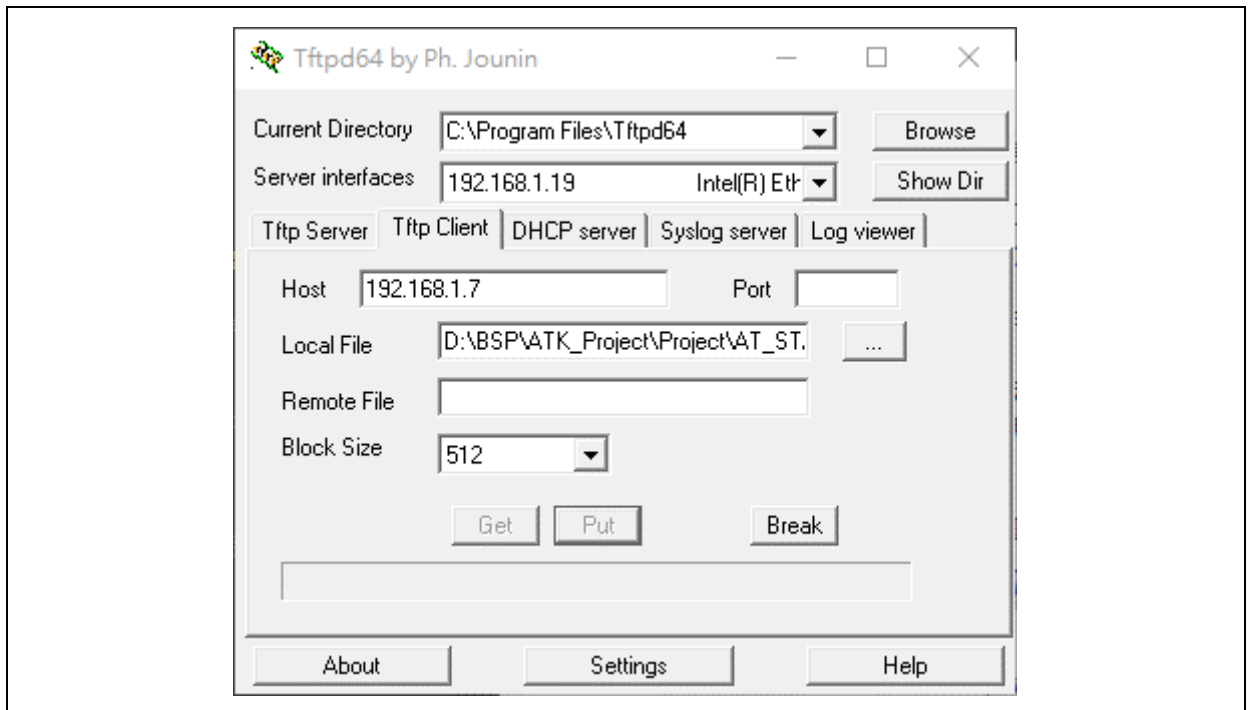 Tftpd64 by Ph. Jounin
Current Directory C:\Program Files\Tftpd64 Browse
Server interfaces 192.168.1.19 Intel(R) Eth Show Dir
Tftp Server Tftp Client DHCP server Syslog server Log viewer
Host 192.168.1.7 Port
Local File D:\BSP\ATK_Project\Project\AT_ST. ...
Remote File
Block Size 512
Get Put Break
About Settings Help